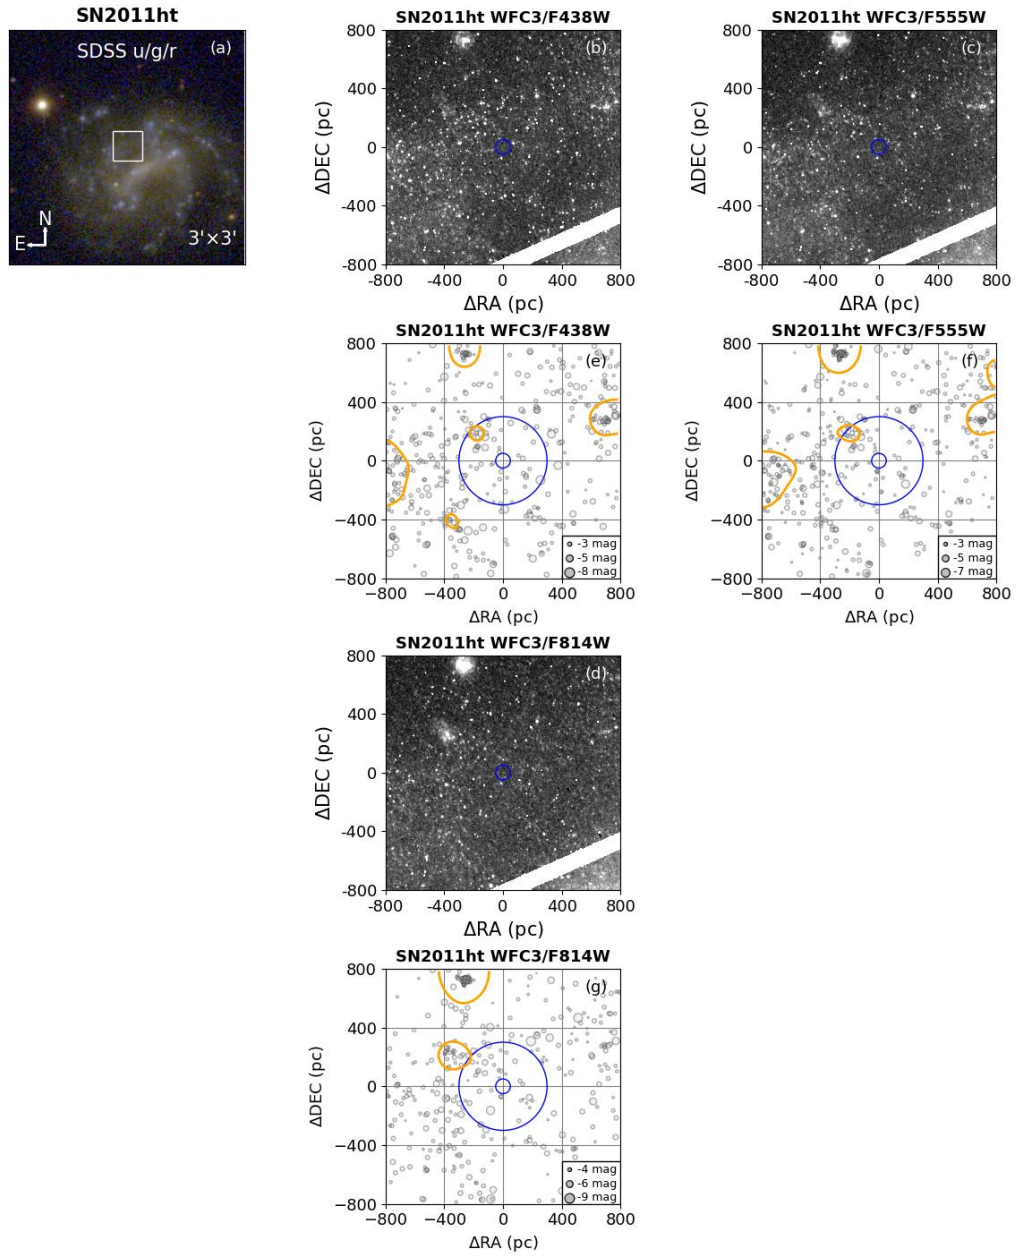 SN2011ht
SDSS u/g/r
(a)
N
E
3'×3'
SN2011ht WFC3/F438W
(b)
800
400
0
-400
-800
ΔDEC (pc)
-800 -400 0 400 800
ΔRA (pc)
SN2011ht WFC3/F555W
(c)
800
400
0
-400
-800
ΔDEC (pc)
-800 -400 0 400 800
ΔRA (pc)
SN2011ht WFC3/F438W
(e)
800
400
0
−400
−800
ΔDEC (pc)
-3 mag
-5 mag
-8 mag
−800 −400 0 400 800
ΔRA (pc)
SN2011ht WFC3/F555W
(f)
800
400
0
−400
−800
ΔDEC (pc)
-3 mag
-5 mag
-7 mag
−800 −400 0 400 800
ΔRA (pc)
SN2011ht WFC3/F814W
(d)
800
400
0
-400
-800
ΔDEC (pc)
-800 -400 0 400 800
ΔRA (pc)
SN2011ht WFC3/F814W
(g)
800
400
0
−400
−800
ΔDEC (pc)
-4 mag
-6 mag
-9 mag
−800 −400 0 400 800
ΔRA (pc)